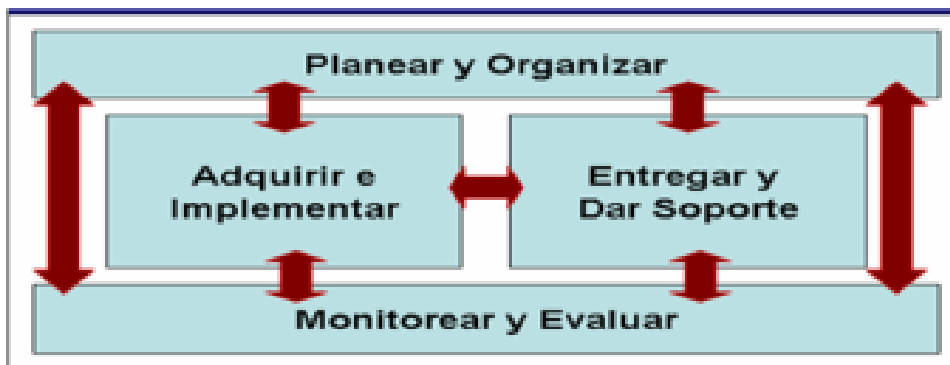 Planear y Organizar
Adquirir e
Implementar
Entregar y
Dar Soporte
Monitorear y Evaluar